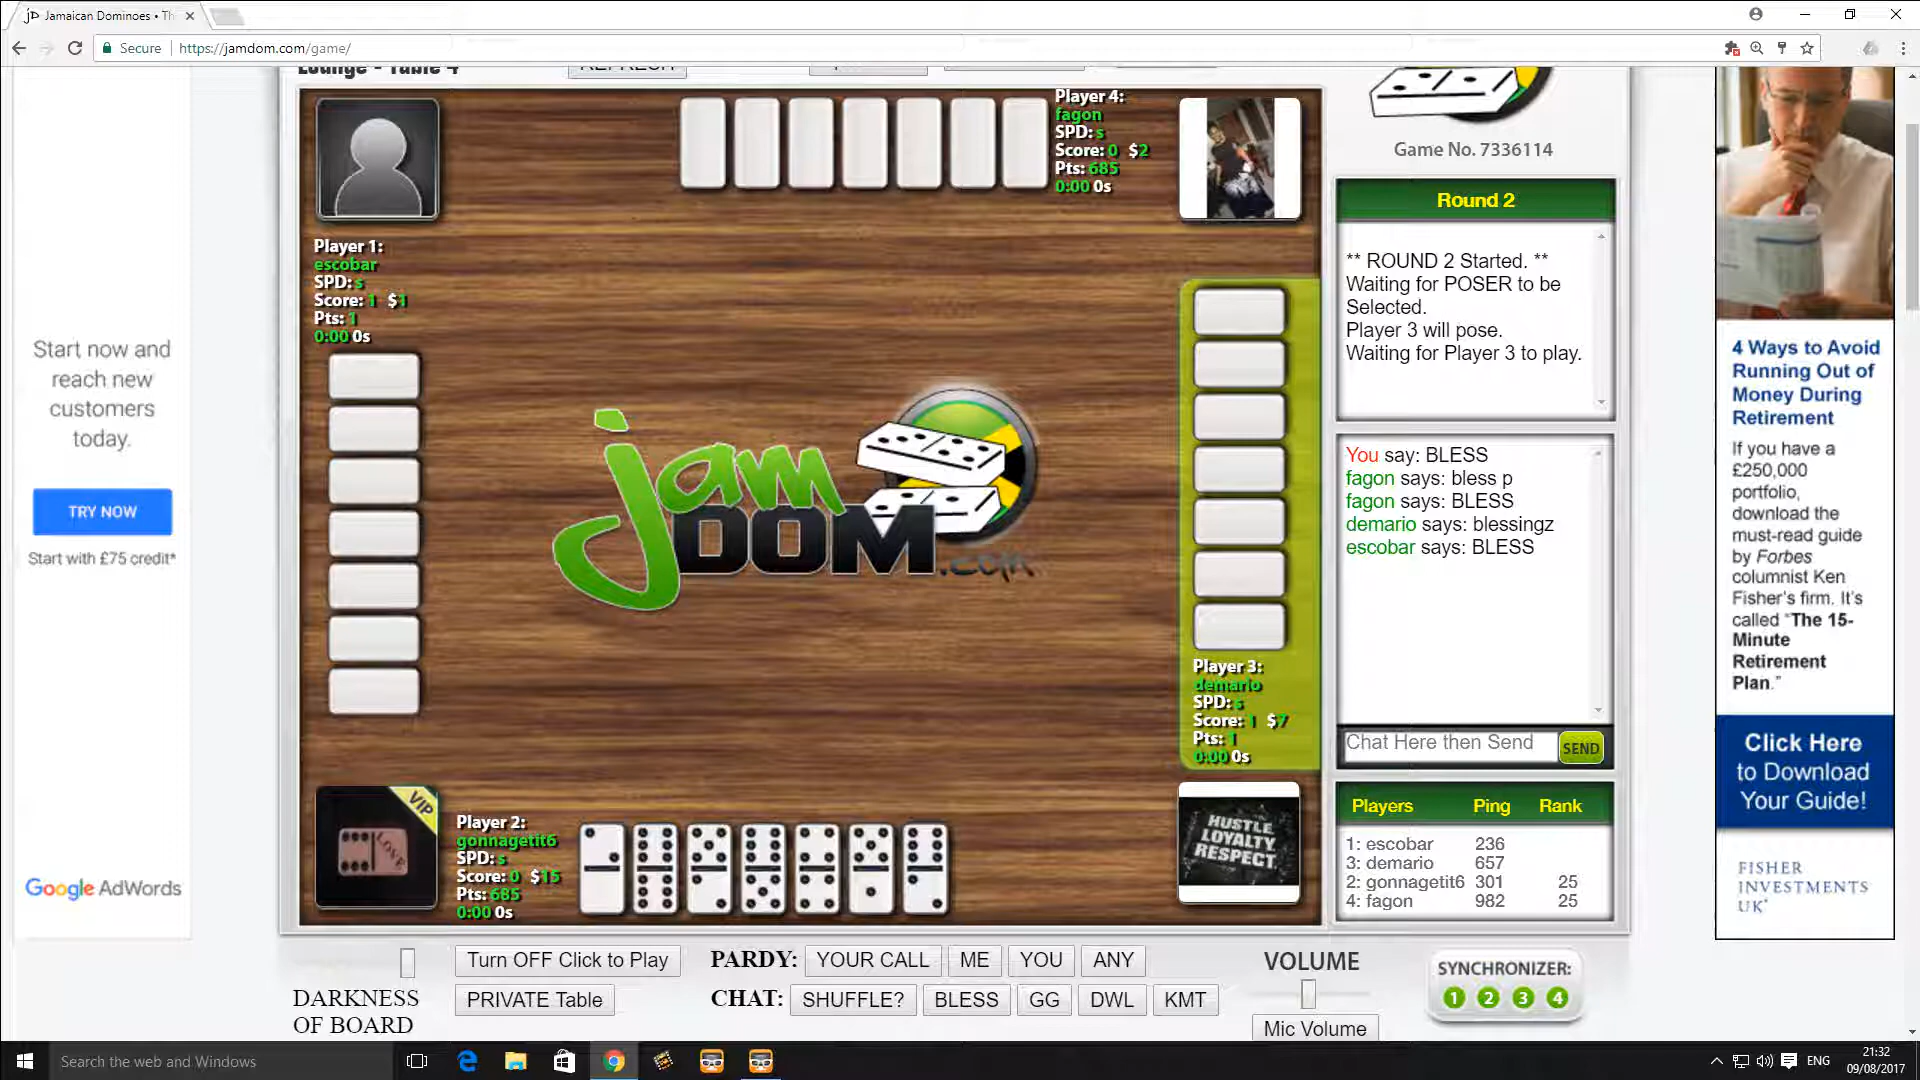 Jamaican Dominoes • Th
Secure
https://jamdom.com/game/
Lounge - Table 4
REFRESH
Player 4:
fagon
SPD: s
Score: 0 $2
Pts: 685
0:00 0s
Player 1:
escobar
SPD: s
Score: 1 $1
Pts: 1
0:00 0s
jam
DOM.com
Player 3:
demario
SPD: s
Score: 1 $7
Pts: 1
0:00 0s
VIP
LOVE
Player 2:
gonnagetit6
SPD: s
Score: 0 $15
Pts: 685
0:00 0s
HUSTLE
LOYALTY
RESPECT
Game No. 7336114
Round 2
** ROUND 2 Started. **
Waiting for POSER to be
Selected.
Player 3 will pose.
Waiting for Player 3 to play.
You say: BLESS
fagon says: bless p
fagon says: BLESS
demario says: blessingz
escobar says: BLESS
Chat Here then Send
SEND
Players Ping Rank
1: escobar 236
3: demario 657
2: gonnagetit6 301 25
4: fagon 982 25
Start now and
reach new
customers
today.
TRY NOW
Start with £75 credit*
Google AdWords
4 Ways to Avoid
Running Out of
Money During
Retirement
If you have a
£250,000
portfolio,
download the
must-read guide
by Forbes
columnist Ken
Fisher's firm. It's
called "The 15-
Minute
Retirement
Plan."
Click Here
to Download
Your Guide!
FISHER
INVESTMENTS
UK
DARKNESS
OF BOARD
Turn OFF Click to Play
PRIVATE Table
PARDY: YOUR CALL ME YOU ANY
CHAT: SHUFFLE? BLESS GG DWL KMT
VOLUME
Mic Volume
SYNCHRONIZER:
1 2 3 4
Search the web and Windows
ENG
21:32
09/08/2017